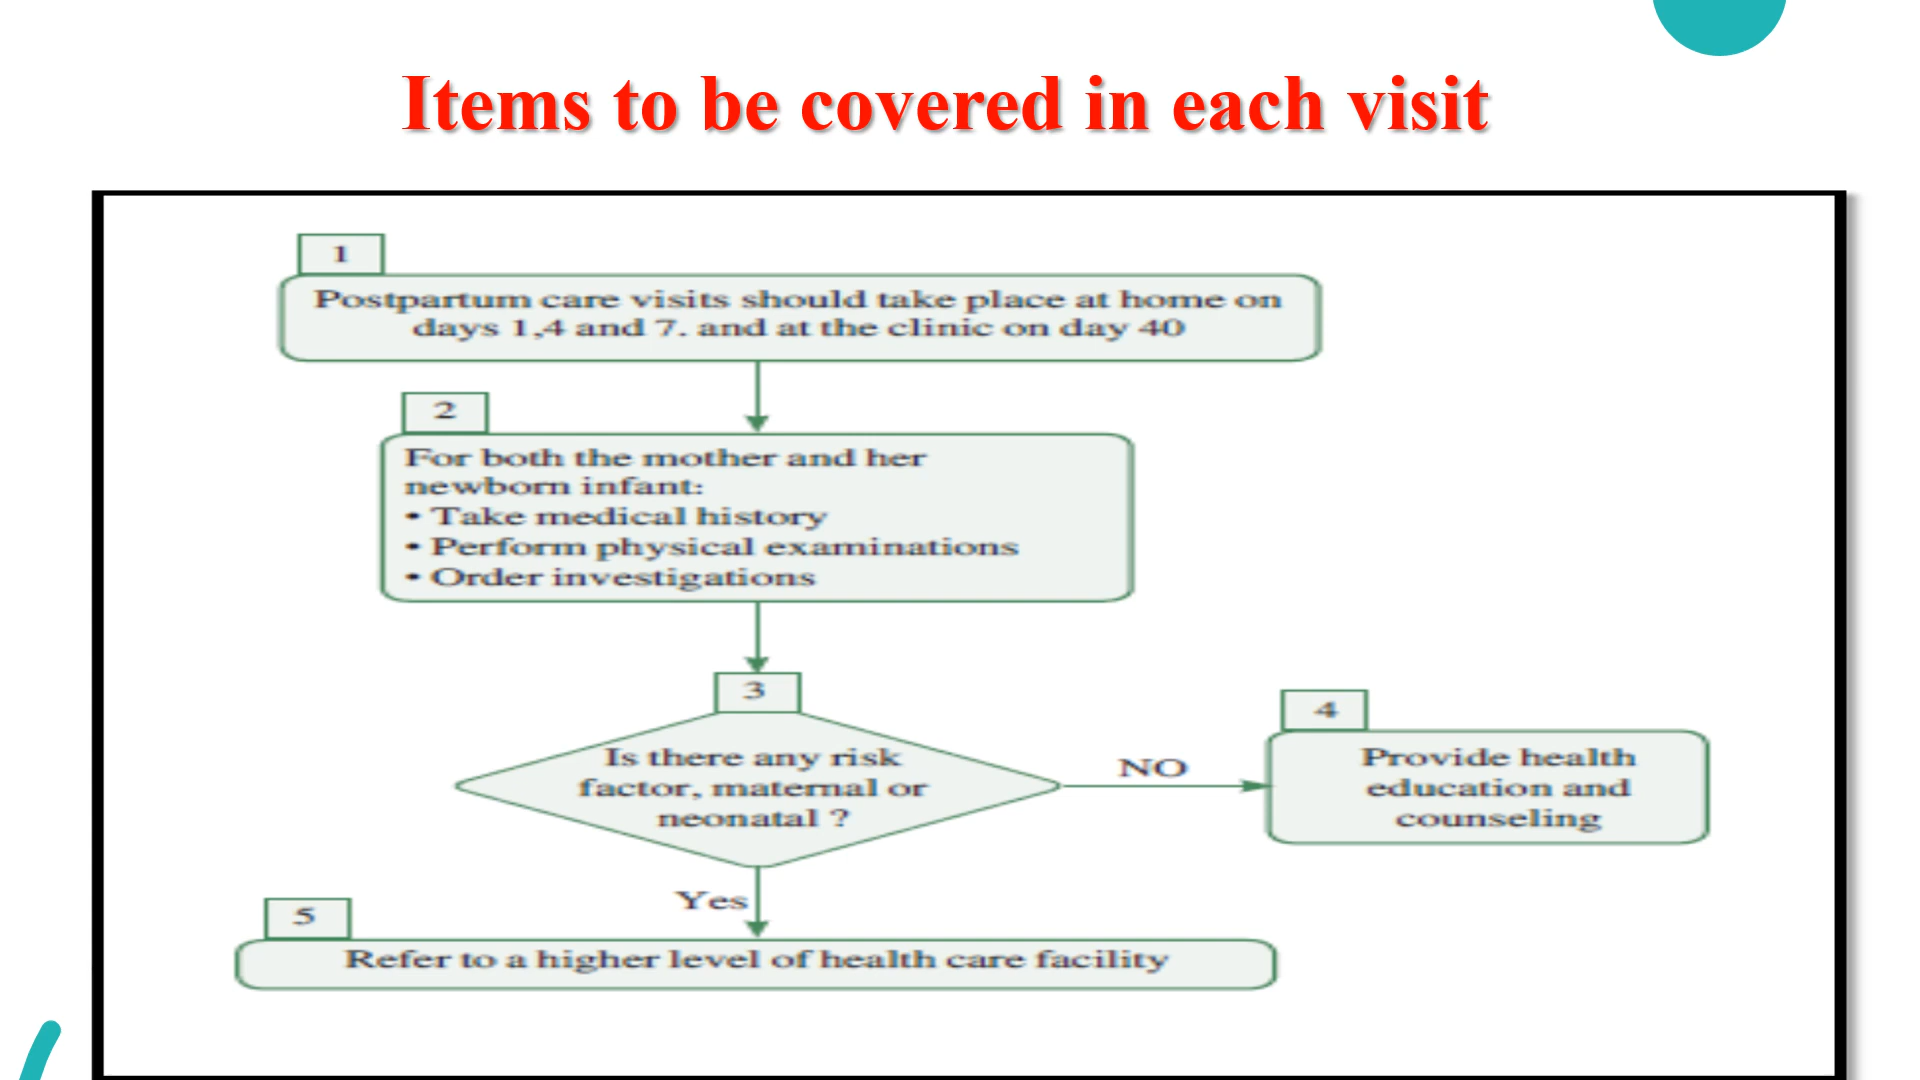 Items to be covered in each visit
1
Postpartum care visits should take place at home on
days 1,4 and 7. and at the clinic on day 40
2
For both the mother and her
newborn infant:
• Take medical history
• Perform physical examinations
• Order investigations
3
Is there any risk
factor, maternal or
neonatal ?
NO
4
Provide health
education and
counseling
Yes
5
Refer to a higher level of health care facility